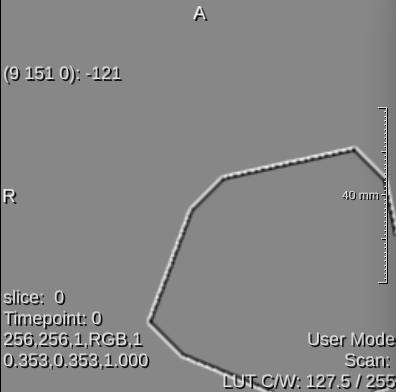 A
(9 151 0): -121
R
40 mm
slice: 0
Timepoint: 0
256,256,1,RGB,1
User Mode
0.353,0.353,1.000
Scan:
LUT C/W: 127.5 / 255